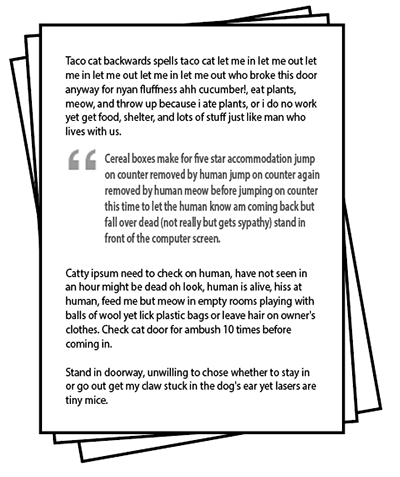 Taco cat backwards spells taco cat let me in let me out let
me in let me out let me in let me out who broke this door
anyway for nyan fluffness ahh cucumber!, eat plants,
meow, and throw up because i ate plants, or i do no work
yet get food, shelter, and lots of stuff just like man who
lives with us.
“
Cereal boxes make for five star accommodation jump
on counter removed by human jump on counter again
removed by human meow before jumping on counter
this time to let the human know am coming back but
fall over dead (not really but gets sypathy) stand in
front of the computer screen.
Catty ipsum need to check on human, have not seen in
an hour might be dead oh look, human is alive, hiss at
human, feed me but meow in empty rooms playing with
balls of wool yet lick plastic bags or leave hair on owner's
clothes. Check cat door for ambush 10 times before
coming in.
Stand in doorway, unwilling to chose whether to stay in
or go out get my claw stuck in the dog's ear yet lasers are
tiny mice.